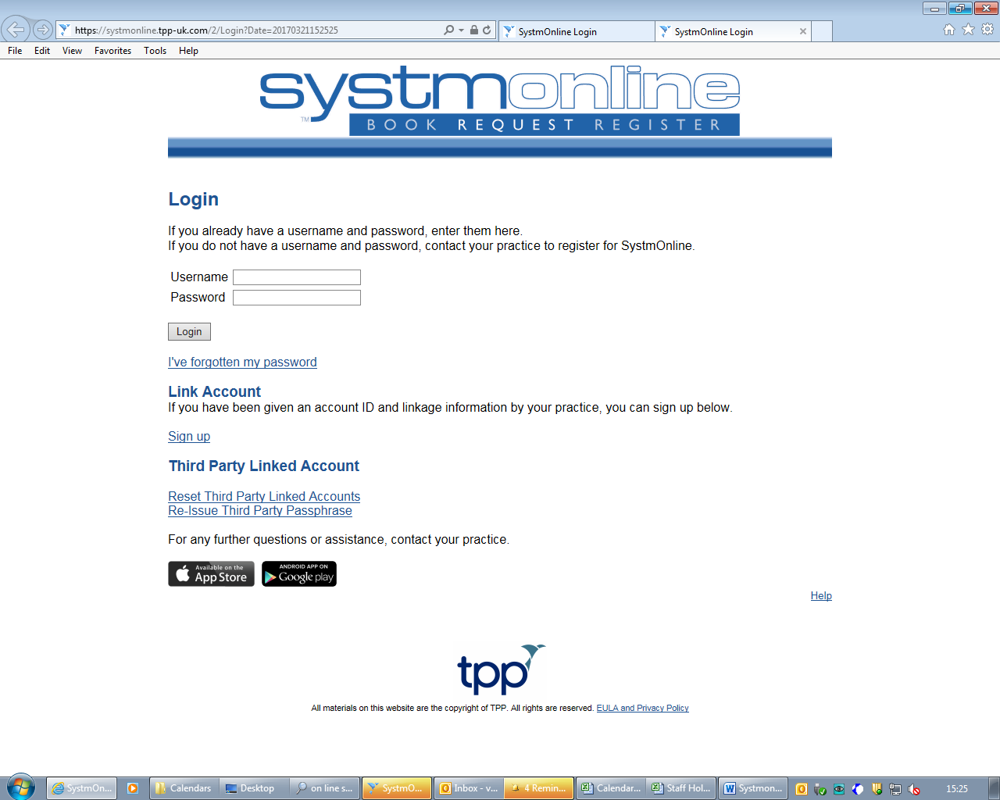 https://systmonline.tpp-uk.com/2/Login?Date=20170321152525
SystmOnline Login
SystmOnline Login
File Edit View Favorites Tools Help
systmonline
TM
BOOK REQUEST REGISTER
Login
If you already have a username and password, enter them here.
If you do not have a username and password, contact your practice to register for SystmOnline.
Username
Password
Login
I've forgotten my password
Link Account
If you have been given an account ID and linkage information by your practice, you can sign up below.
Sign up
Third Party Linked Account
Reset Third Party Linked Accounts
Re-Issue Third Party Passphrase
For any further questions or assistance, contact your practice.
Available on the
App Store
ANDROID APP ON
Google play
Help
tpp
All materials on this website are the copyright of TPP. All rights are reserved. EULA and Privacy Policy
SystmOn... Calendars Desktop on line s... SystmO... Inbox - v... 4 Remin... Calendar... Staff Hol... Systmon... 15:25